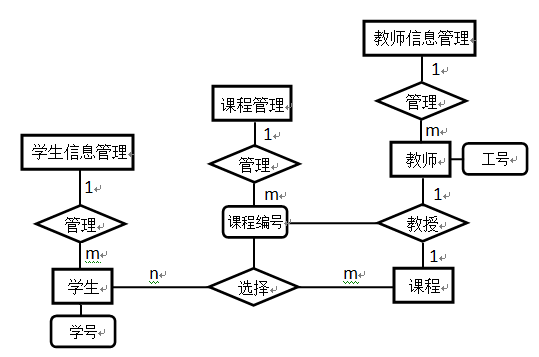 教师信息管理
1
课程管理
管理
1
m
学生信息管理
管理
教师
工号
1
m
1
管理
课程编号
教授
m
1
n
m
学生
选择
课程
学号